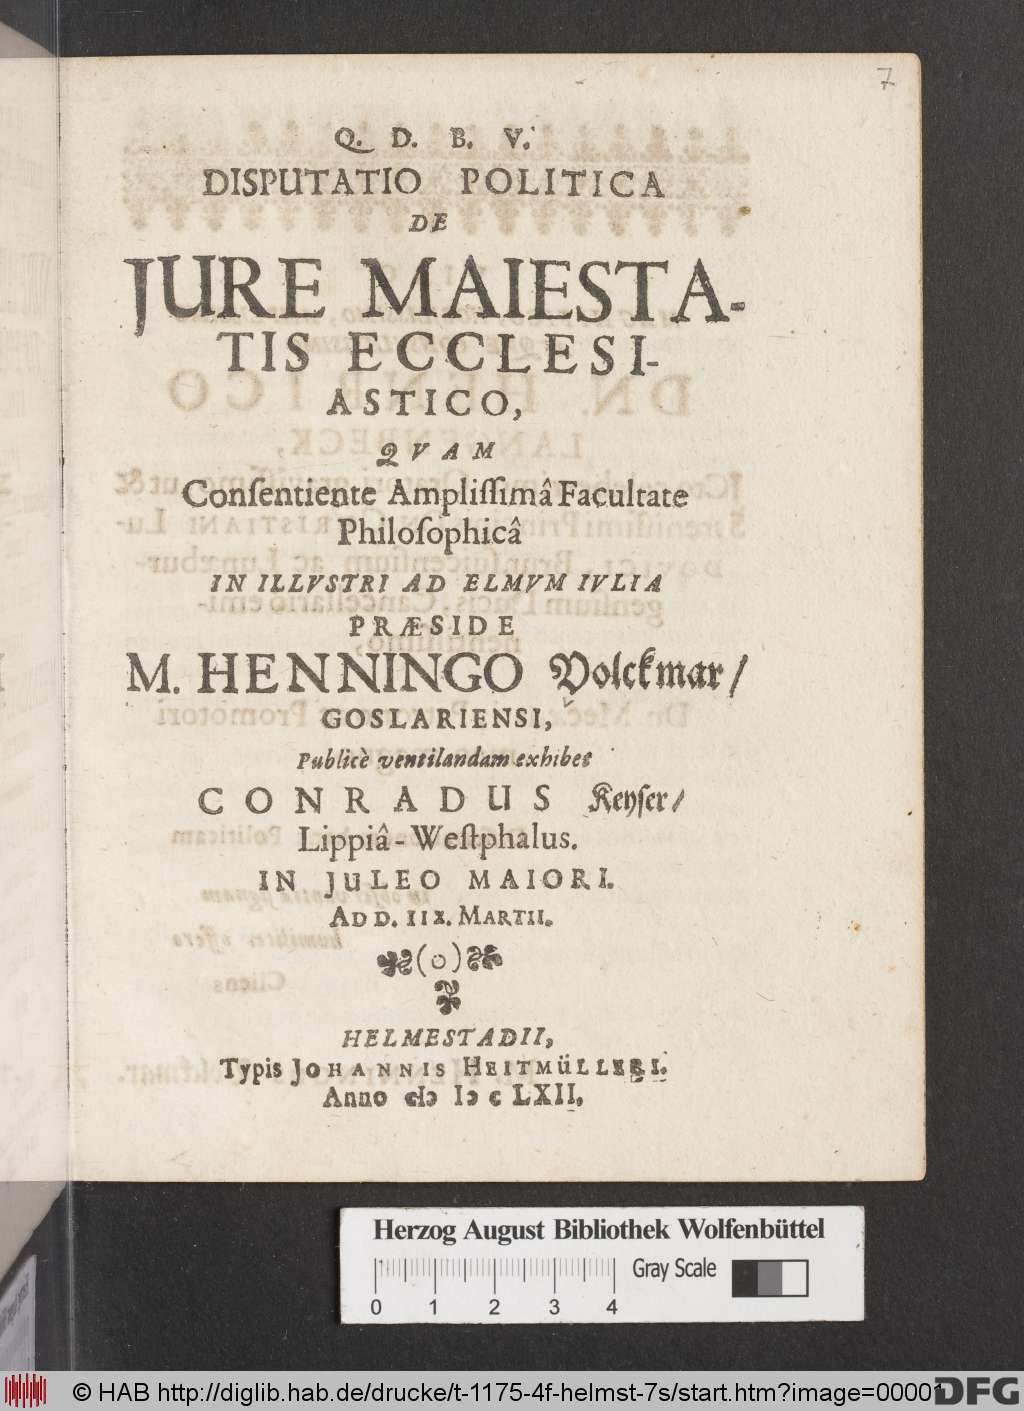 7
Q. D. B. V.
DISPUTATIO POLITICA
DE
JURE MAIESTA-
TIS ECCLESI-
ASTICO,
QVAM
Conſentiente Ampliſſimâ Facultate
Philoſophicâ
IN ILLVSTRI AD ELMVM IVLIA
PRÆSIDE
M. HENNINGO Volckmar/
GOSLARIENSI,
Publicè ventilandam exhibet
CONRADUS Keyſer/
Lippiâ-Weſtphalus.
IN JULEO MAIORI.
AD D. IIX. MARTII.
(o)
HELMESTADII,
Typis JOHANNIS HEITMÜLLERI.
Anno cIↄ Iↄ c LXII.
Herzog August Bibliothek Wolfenbüttel
0 1 2 3 4
Gray Scale
© HAB http://diglib.hab.de/drucke/t-1175-4f-helmst-7s/start.htm?image=00001
DFG